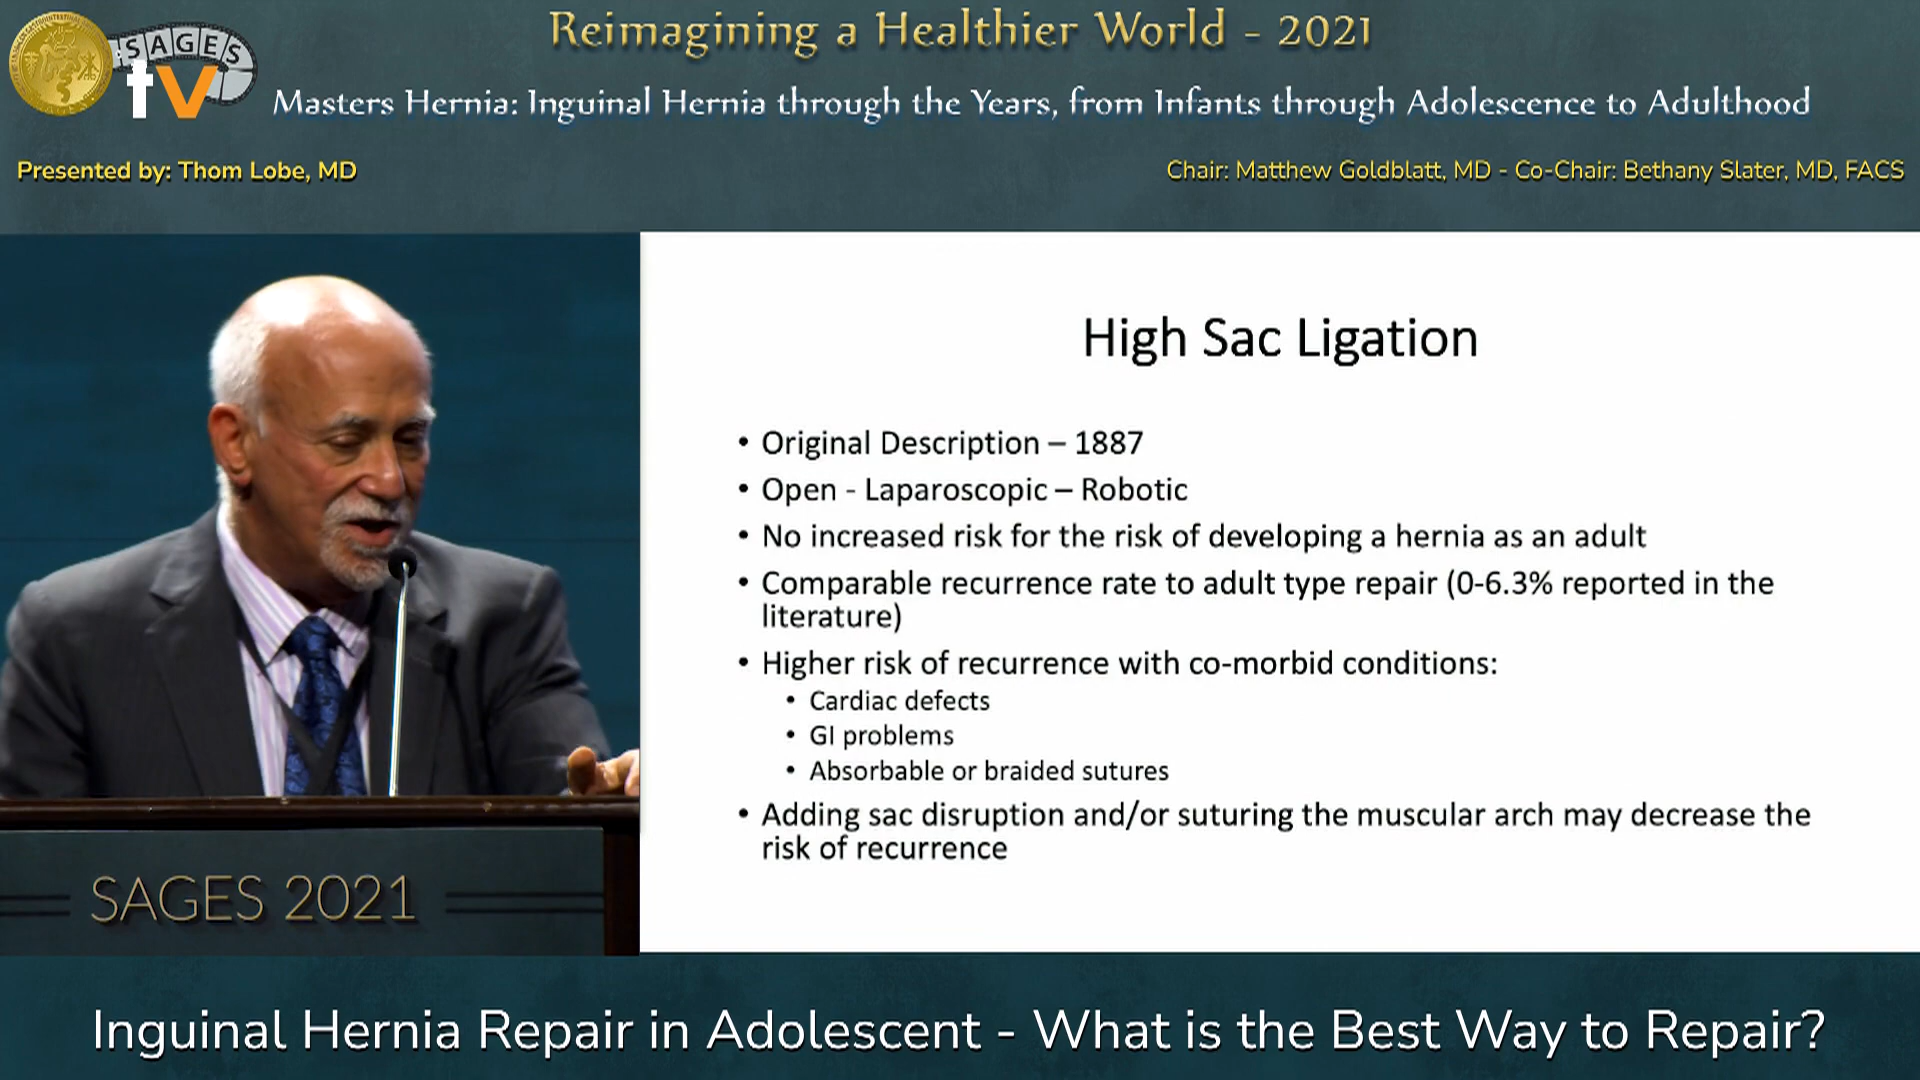 Reimagining a Healthier World - 2021
SAGES
tv
Masters Hernia: Inguinal Hernia through the Years, from Infants through Adolescence to Adulthood
Presented by: Thom Lobe, MD
Chair: Matthew Goldblatt, MD - Co-Chair: Bethany Slater, MD, FACS
High Sac Ligation
• Original Description – 1887
• Open - Laparoscopic – Robotic
• No increased risk for the risk of developing a hernia as an adult
• Comparable recurrence rate to adult type repair (0-6.3% reported in the
literature)
• Higher risk of recurrence with co-morbid conditions:
• Cardiac defects
• GI problems
• Absorbable or braided sutures
• Adding sac disruption and/or suturing the muscular arch may decrease the
risk of recurrence
SAGES 2021
Inguinal Hernia Repair in Adolescent - What is the Best Way to Repair?